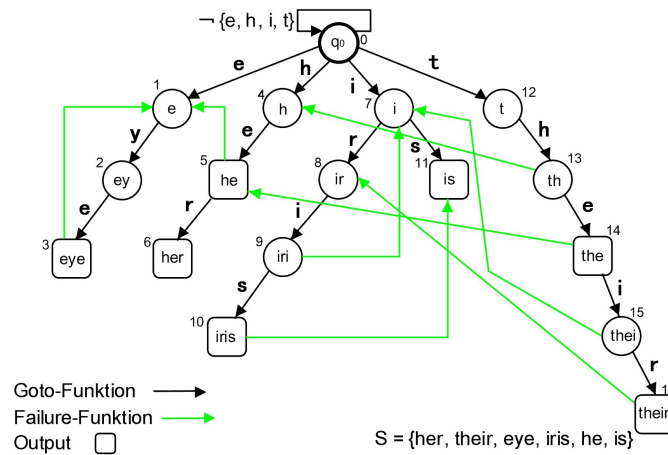 ¬ {e, h, i, t}
q₀ 0
e h i t
1 e
4 h
7 i
t 12
y e r s h
2 ey
5 he
8 ir
11 is
th 13
e r i e
3 eye
6 her
9 iri
the 14
s i
10 iris
thei 15
r
1
their
Goto-Funktion
Failure-Funktion
Output
S = {her, their, eye, iris, he, is}